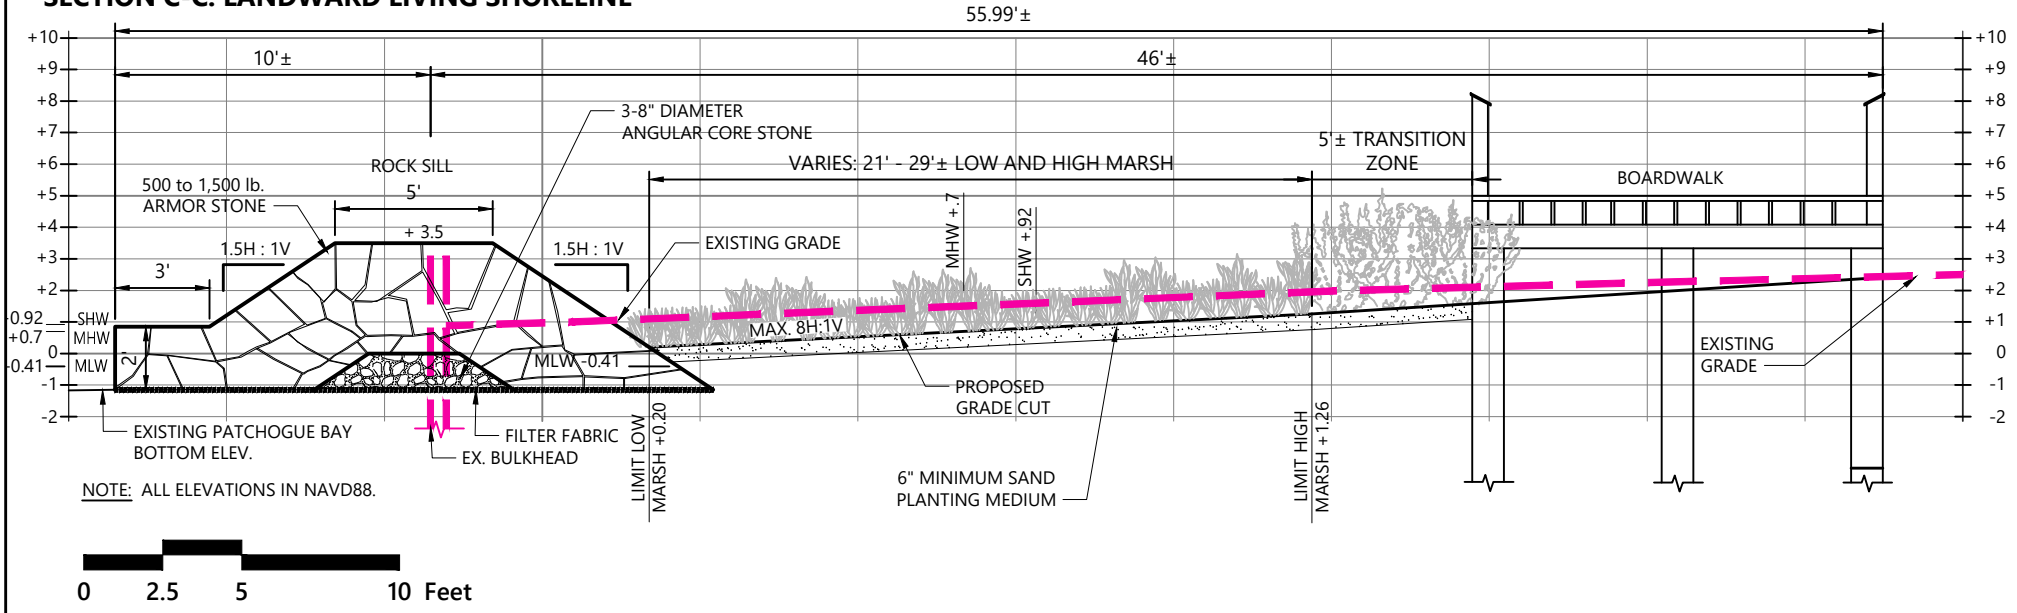 SECTION C-C: LANDWARD LIVING SHORELINE
55.99'±
10'±
46'±
+10
+9
+8
+7
+6
+5
+4
+3
+2
-0.92
+0.7
0
-0.41
-1
-2
SHW
MHW
MLW
3-8" DIAMETER
ANGULAR CORE STONE
ROCK SILL
5'
+ 3.5
500 to 1,500 lb.
ARMOR STONE
1.5H : 1V
1.5H : 1V
3'
2'
EXISTING GRADE
VARIES: 21' - 29'± LOW AND HIGH MARSH
5'± TRANSITION
ZONE
BOARDWALK
MHW +.7
SHW +.92
MAX. 8H:1V
MLW -0.41
PROPOSED
GRADE CUT
EXISTING
GRADE
LIMIT LOW
MARSH +0.20
LIMIT HIGH
MARSH +1.26
6" MINIMUM SAND
PLANTING MEDIUM
EXISTING PATCHOGUE BAY
BOTTOM ELEV.
FILTER FABRIC
EX. BULKHEAD
NOTE: ALL ELEVATIONS IN NAVD88.
+10
+9
+8
+7
+6
+5
+4
+3
+2
+1
0
-1
-2
0 2.5 5 10 Feet